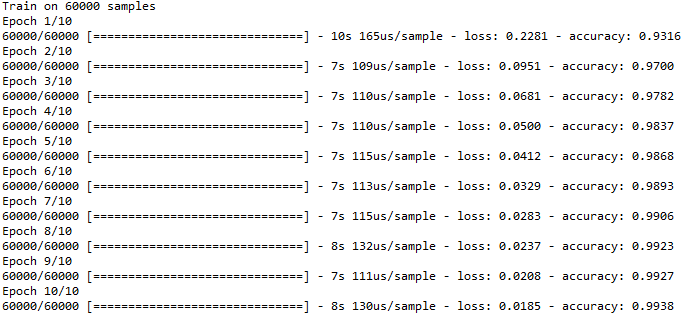 Train on 60000 samples
Epoch 1/10
60000/60000 [==============================] - 10s 165us/sample - loss: 0.2281 - accuracy: 0.9316
Epoch 2/10
60000/60000 [==============================] - 7s 109us/sample - loss: 0.0951 - accuracy: 0.9700
Epoch 3/10
60000/60000 [==============================] - 7s 110us/sample - loss: 0.0681 - accuracy: 0.9782
Epoch 4/10
60000/60000 [==============================] - 7s 110us/sample - loss: 0.0500 - accuracy: 0.9837
Epoch 5/10
60000/60000 [==============================] - 7s 115us/sample - loss: 0.0412 - accuracy: 0.9868
Epoch 6/10
60000/60000 [==============================] - 7s 113us/sample - loss: 0.0329 - accuracy: 0.9893
Epoch 7/10
60000/60000 [==============================] - 7s 115us/sample - loss: 0.0283 - accuracy: 0.9906
Epoch 8/10
60000/60000 [==============================] - 8s 132us/sample - loss: 0.0237 - accuracy: 0.9923
Epoch 9/10
60000/60000 [==============================] - 7s 111us/sample - loss: 0.0208 - accuracy: 0.9927
Epoch 10/10
60000/60000 [==============================] - 8s 130us/sample - loss: 0.0185 - accuracy: 0.9938